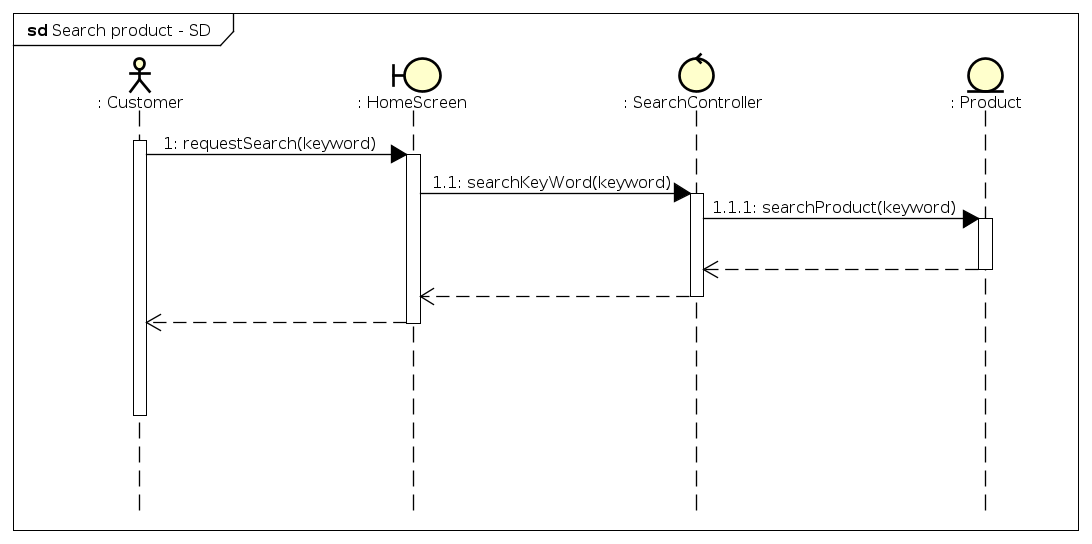 sd Search product - SD
: Customer
: HomeScreen
: SearchController
: Product
1: requestSearch(keyword)
1.1: searchKeyWord(keyword)
1.1.1: searchProduct(keyword)